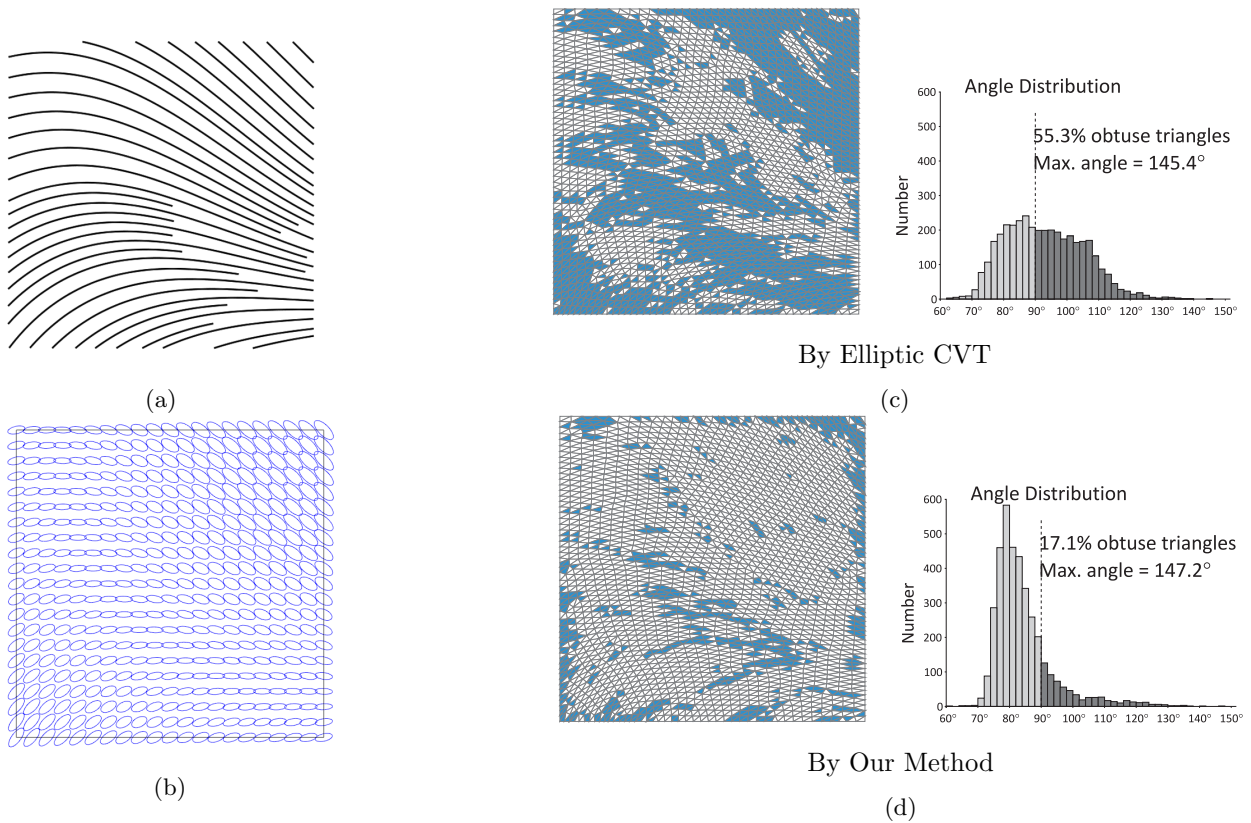 (a)
(b)
Angle Distribution
55.3% obtuse triangles
Max. angle = 145.4°
Number
600
500
400
300
200
100
0
60° 70° 80° 90° 100° 110° 120° 130° 140° 150°
By Elliptic CVT
(c)
Angle Distribution
17.1% obtuse triangles
Max. angle = 147.2°
Number
600
500
400
300
200
100
0
60° 70° 80° 90° 100° 110° 120° 130° 140° 150°
By Our Method
(d)